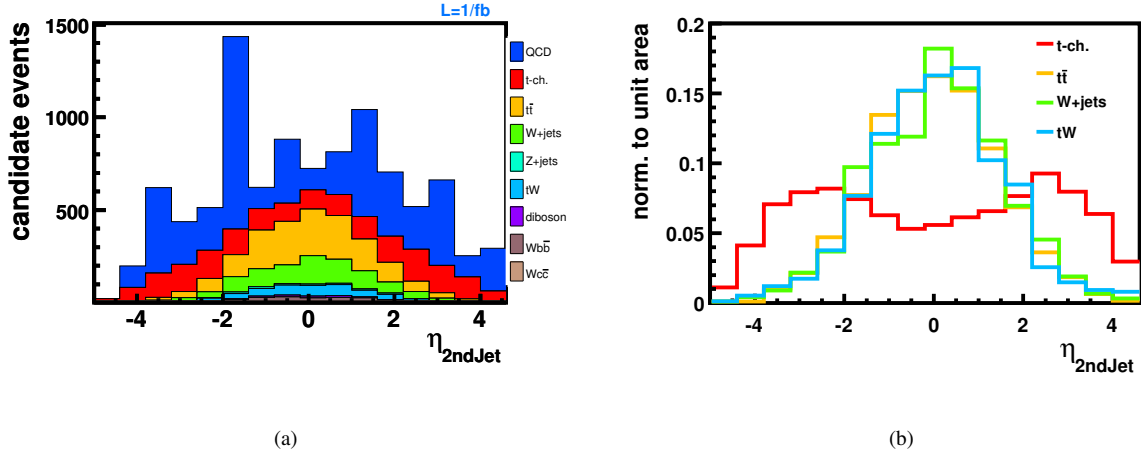 L=1/fb
candidate events
1500
1000
500
QCD
t-ch.
tt̄
W+jets
Z+jets
tW
diboson
Wbb̄
Wcc̄
-4 -2 0 2 4
η2ndJet
(a)
norm. to unit area
0.2
0.15
0.1
0.05
0
t-ch.
tt̄
W+jets
tW
-4 -2 0 2 4
η2ndJet
(b)